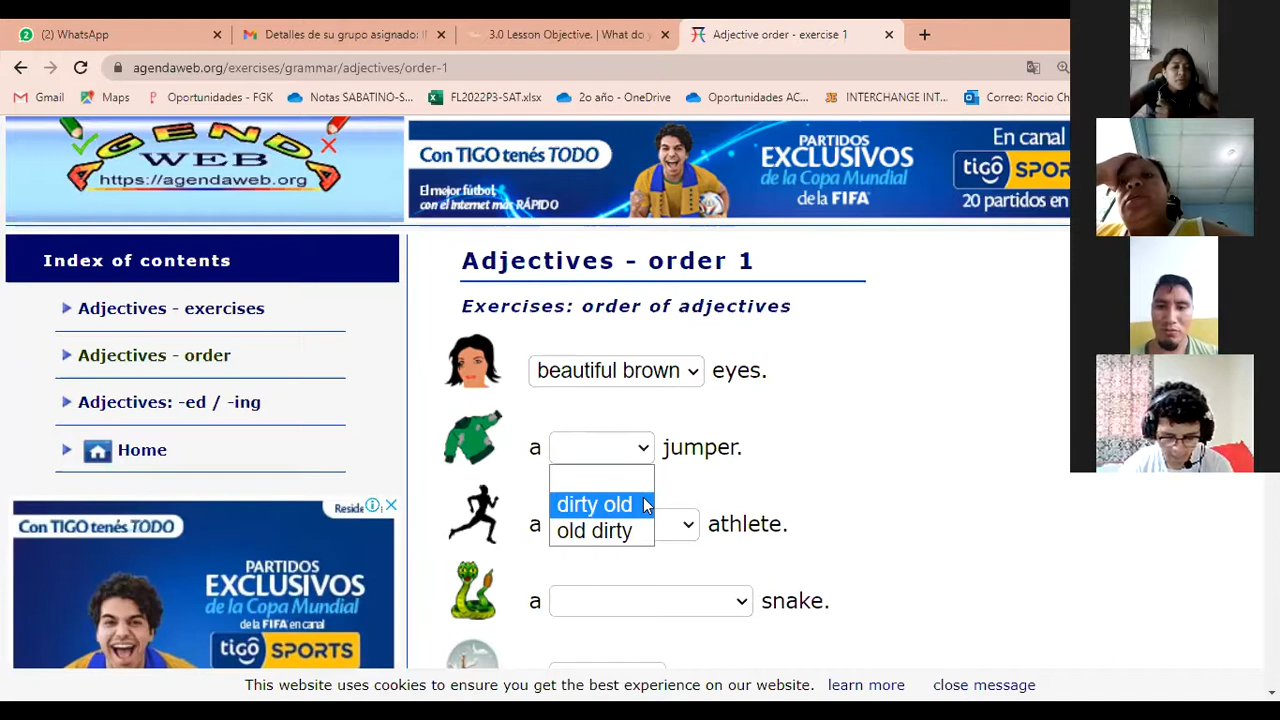 (2) WhatsApp
Detalles de su grupo asignado:
3.0 Lesson Objective. | What do
Adjective order - exercise 1
agendaweb.org/exercises/grammar/adjectives/order-1
Gmail
Maps
Oportunidades - FGK
Notas SABATINO-S...
FL2022P3-SAT.xlsx
2o año - OneDrive
Oportunidades AC...
INTERCHANGE INT...
Correo: Rocio Ch
AGENDA
WEB
https://agendaweb.org
Con TIGO tenés TODO
El mejor fútbol,
con el internet más RÁPIDO
PARTIDOS
EXCLUSIVOS
de la Copa Mundial
de la FIFA®
En canal
tigo SPOR
20 partidos en
Index of contents
Adjectives - exercises
Adjectives - order
Adjectives: -ed / -ing
Home
Adjectives - order 1
Exercises: order of adjectives
beautiful brown eyes.
a jumper.
dirty old
old dirty
a athlete.
a snake.
Reside
Con TIGO tenés TODO
PARTIDOS
EXCLUSIVOS
de la Copa Mundial
de la FIFA en canal
tigo SPORTS
This website uses cookies to ensure you get the best experience on our website. learn more close message